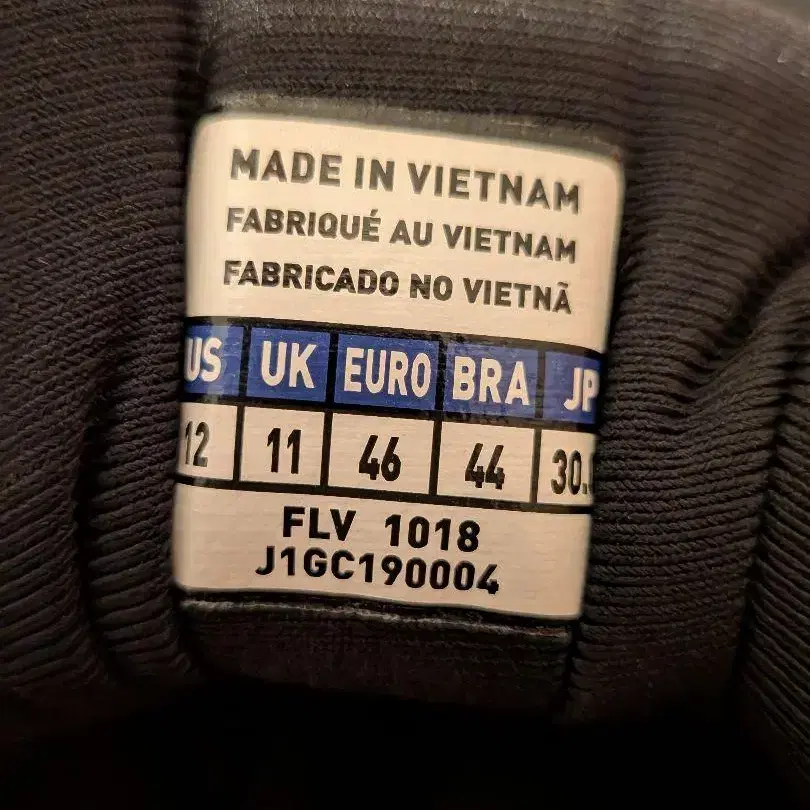 MADE IN VIETNAM
FABRIQUÉ AU VIETNAM
FABRICADO NO VIETNÃ
US UK EURO BRA JP
12 11 46 44 30.
FLV 1018
J1GC190004